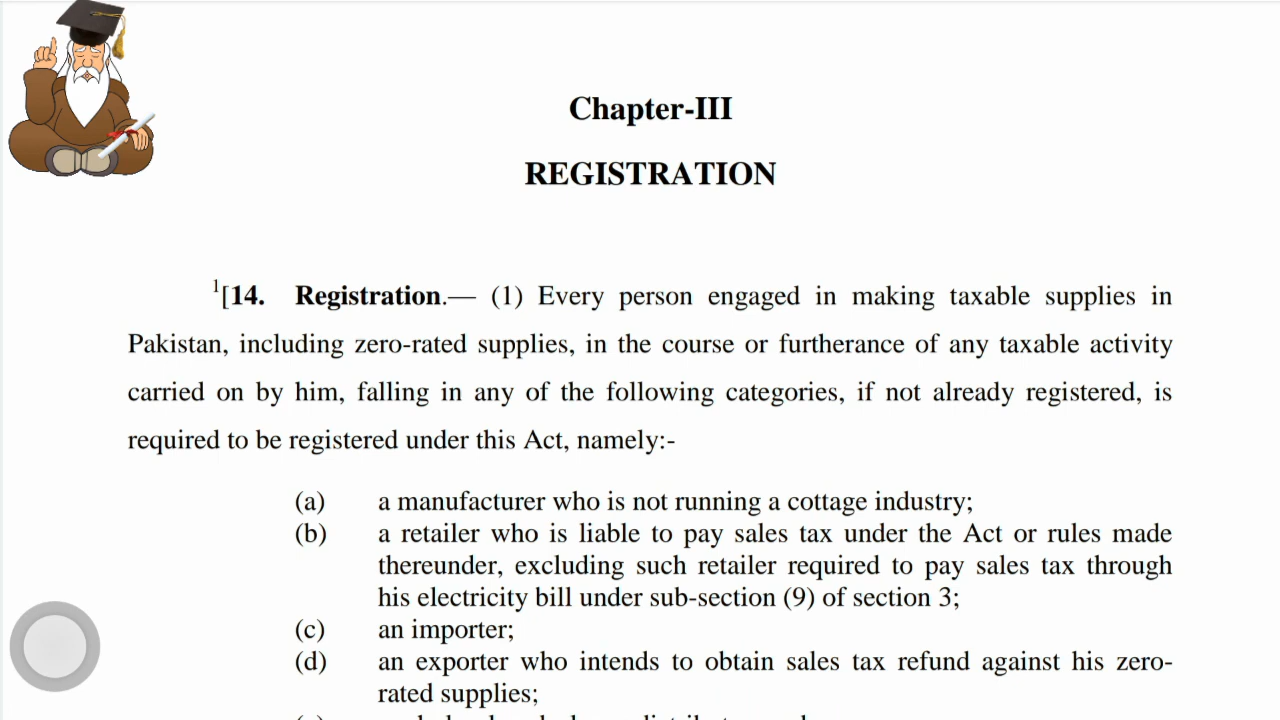 Chapter-III
REGISTRATION
1[14. Registration.— (1) Every person engaged in making taxable supplies in
Pakistan, including zero-rated supplies, in the course or furtherance of any taxable activity
carried on by him, falling in any of the following categories, if not already registered, is
required to be registered under this Act, namely:-
(a) a manufacturer who is not running a cottage industry;
(b) a retailer who is liable to pay sales tax under the Act or rules made
thereunder, excluding such retailer required to pay sales tax through
his electricity bill under sub-section (9) of section 3;
(c) an importer;
(d) an exporter who intends to obtain sales tax refund against his zero-
rated supplies;